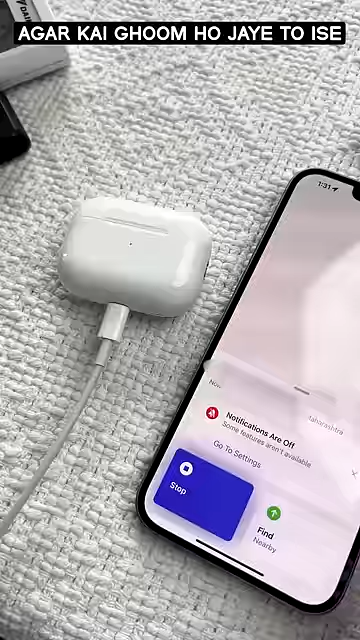 AGAR KAI GHOOM HO JAYE TO ISE
1:31
Maharashtra
Notifications Are Off
Some features aren't available
Go To Settings
Stop
Find
Nearby